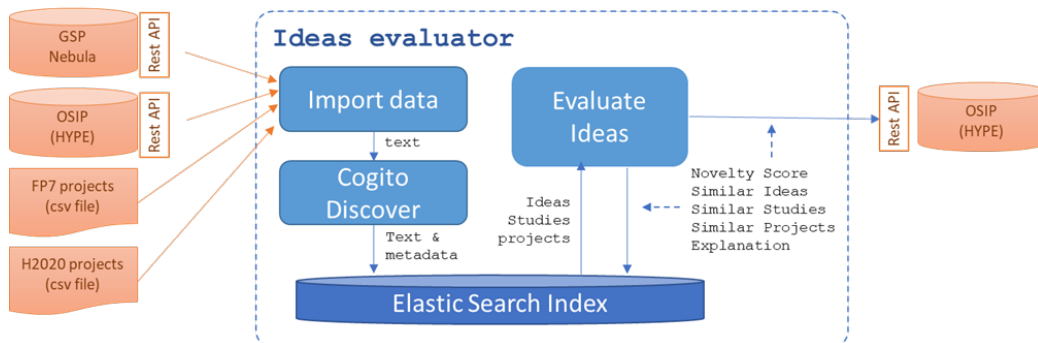 GSP
Nebula
Rest API
OSIP
(HYPE)
Rest API
FP7 projects
(csv file)
H2020 projects
(csv file)
Ideas evaluator
Import data
text
Cogito
Discover
Text &
metadata
Evaluate
Ideas
Ideas
Studies
projects
Novelty Score
Similar Ideas
Similar Studies
Similar Projects
Explanation
Elastic Search Index
Rest API
OSIP
(HYPE)